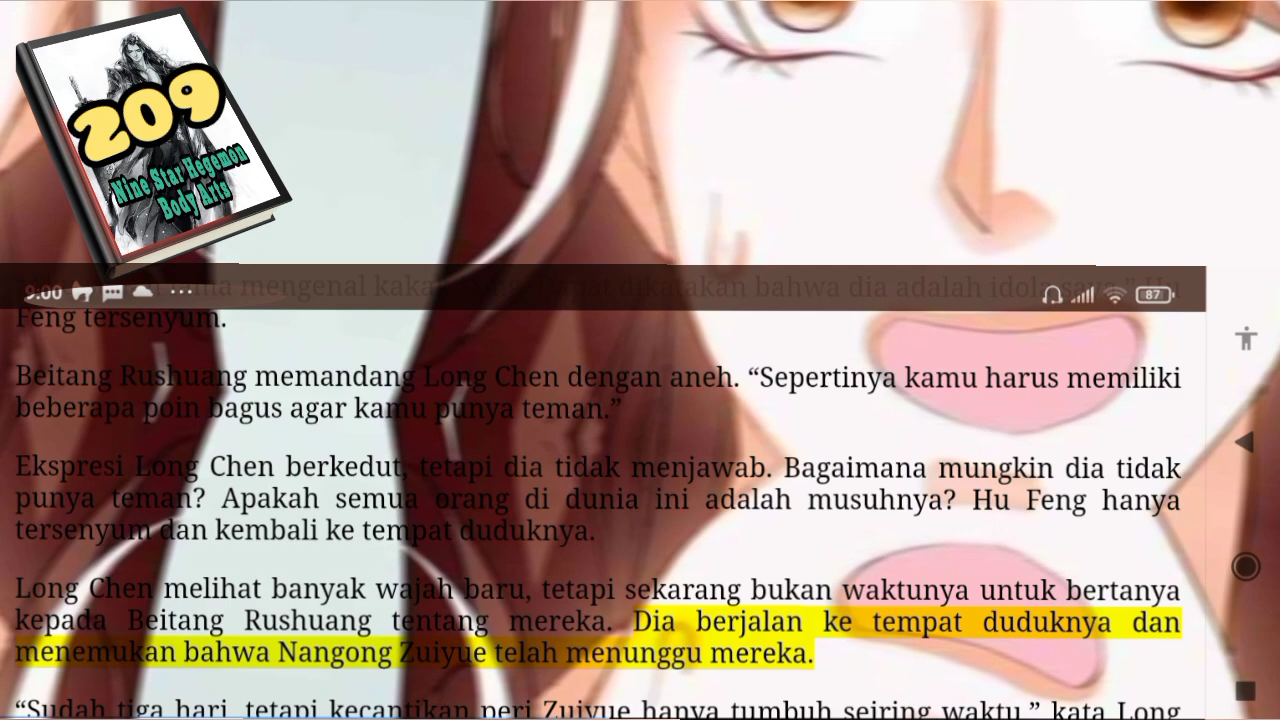 209
Nine Star Hegemon
Body Arts
9:00
87
mengenal dikatakan bahwa dia adalah
Feng tersenyum.
Beitang Rushuang memandang Long Chen dengan aneh. “Sepertinya kamu harus memiliki
beberapa poin bagus agar kamu punya teman.”
Ekspresi Long Chen berkedut, tetapi dia tidak menjawab. Bagaimana mungkin dia tidak
punya teman? Apakah semua orang di dunia ini adalah musuhnya? Hu Feng hanya
tersenyum dan kembali ke tempat duduknya.
Long Chen melihat banyak wajah baru, tetapi sekarang bukan waktunya untuk bertanya
kepada Beitang Rushuang tentang mereka. Dia berjalan ke tempat duduknya dan
menemukan bahwa Nangong Zuiyue telah menunggu mereka.
“Sudah tiga hari, tetapi kecantikan peri Zuiyue hanya tumbuh seiring waktu,” kata Long